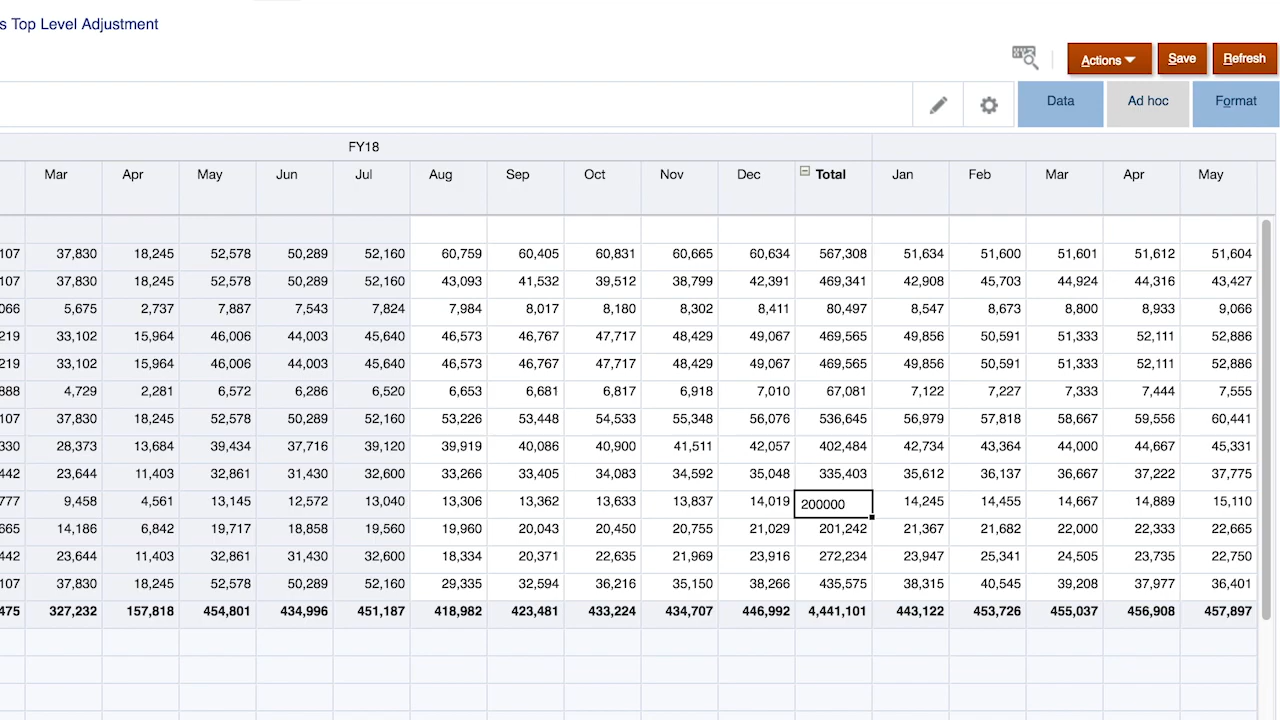 s Top Level Adjustment
Actions Save Refresh
Data Ad hoc Format
FY18
Mar Apr May Jun Jul Aug Sep Oct Nov Dec Total Jan Feb Mar Apr May
107 37,830 18,245 52,578 50,289 52,160 60,759 60,405 60,831 60,665 60,634 567,308 51,634 51,600 51,601 51,612 51,604
107 37,830 18,245 52,578 50,289 52,160 43,093 41,532 39,512 38,799 42,391 469,341 42,908 45,703 44,924 44,316 43,427
066 5,675 2,737 7,887 7,543 7,824 7,984 8,017 8,180 8,302 8,411 80,497 8,547 8,673 8,800 8,933 9,066
219 33,102 15,964 46,006 44,003 45,640 46,573 46,767 47,717 48,429 49,067 469,565 49,856 50,591 51,333 52,111 52,886
219 33,102 15,964 46,006 44,003 45,640 46,573 46,767 47,717 48,429 49,067 469,565 49,856 50,591 51,333 52,111 52,886
888 4,729 2,281 6,572 6,286 6,520 6,653 6,681 6,817 6,918 7,010 67,081 7,122 7,227 7,333 7,444 7,555
107 37,830 18,245 52,578 50,289 52,160 53,226 53,448 54,533 55,348 56,076 536,645 56,979 57,818 58,667 59,556 60,441
330 28,373 13,684 39,434 37,716 39,120 39,919 40,086 40,900 41,511 42,057 402,484 42,734 43,364 44,000 44,667 45,331
442 23,644 11,403 32,861 31,430 32,600 33,266 33,405 34,083 34,592 35,048 335,403 35,612 36,137 36,667 37,222 37,775
777 9,458 4,561 13,145 12,572 13,040 13,306 13,362 13,633 13,837 14,019 200000 14,245 14,455 14,667 14,889 15,110
665 14,186 6,842 19,717 18,858 19,560 19,960 20,043 20,450 20,755 21,029 201,242 21,367 21,682 22,000 22,333 22,665
442 23,644 11,403 32,861 31,430 32,600 18,334 20,371 22,635 21,969 23,916 272,234 23,947 25,341 24,505 23,735 22,750
107 37,830 18,245 52,578 50,289 52,160 29,335 32,594 36,216 35,150 38,266 435,575 38,315 40,545 39,208 37,977 36,401
475 327,232 157,818 454,801 434,996 451,187 418,982 423,481 433,224 434,707 446,992 4,441,101 443,122 453,726 455,037 456,908 457,897